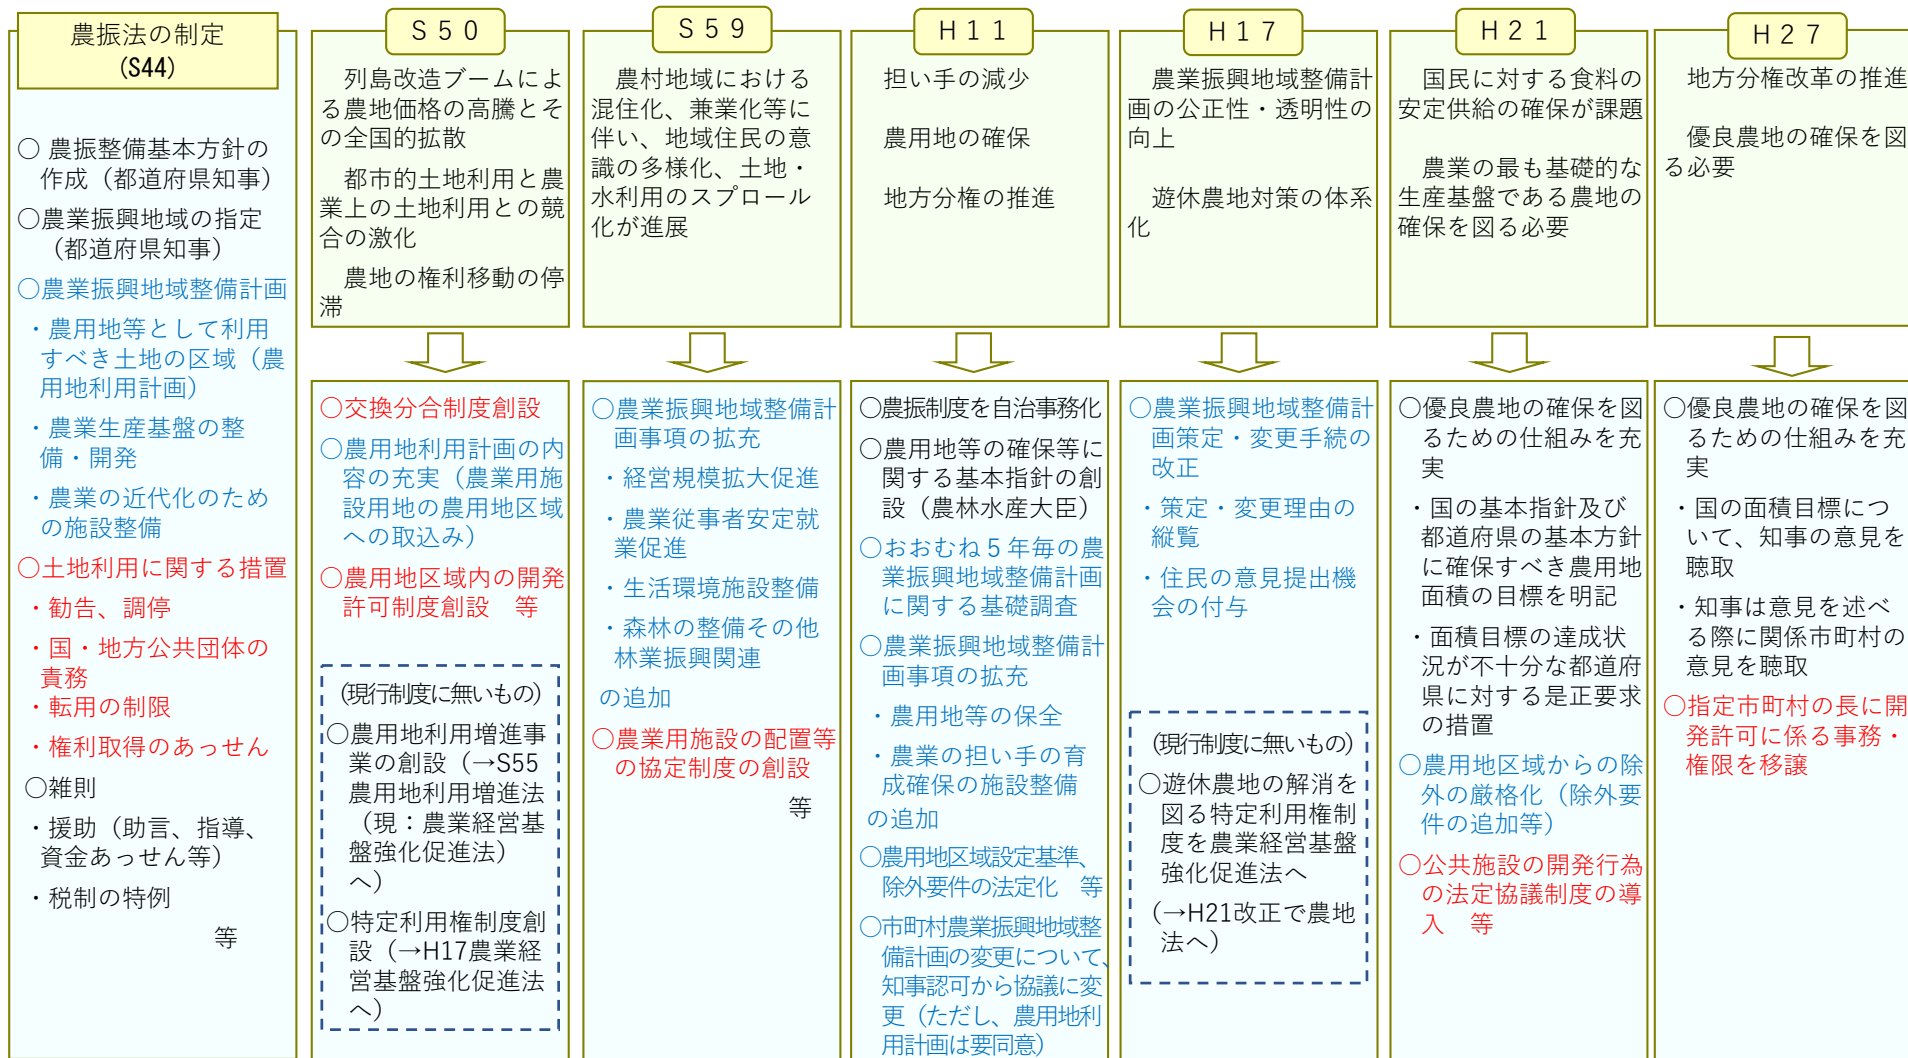 農振法の制定
(S44)
○ 農振整備基本方針の
作成（都道府県知事）
○農業振興地域の指定
（都道府県知事）
○農業振興地域整備計画
・農用地等として利用
すべき土地の区域（農
用地利用計画）
・農業生産基盤の整
備・開発
・農業の近代化のため
の施設整備
○土地利用に関する措置
・勧告、調停
・国・地方公共団体の
責務
・転用の制限
・権利取得のあっせん
○雑則
・援助（助言、指導、
資金あっせん等）
・税制の特例
等
Ｓ５０
列島改造ブームによ
る農地価格の高騰とそ
の全国的拡散
都市的土地利用と農
業上の土地利用との競
合の激化
農地の権利移動の停
滞
○交換分合制度創設
○農用地利用計画の内
容の充実（農業用施
設用地の農用地区域
への取込み）
○農用地区域内の開発
許可制度創設　等
（現行制度に無いもの）
○農用地利用増進事
業の創設（→S55
農用地利用増進法
（現：農業経営基
盤強化促進法）
へ）
○特定利用権制度創
設（→H17農業経
営基盤強化促進法
へ）
Ｓ５９
農村地域における
混住化、兼業化等に
伴い、地域住民の意
識の多様化、土地・
水利用のスプロール
化が進展
○農業振興地域整備計
画事項の拡充
・経営規模拡大促進
・農業従事者安定就
業促進
・生活環境施設整備
・森林の整備その他
林業振興関連
の追加
○農業用施設の配置等
の協定制度の創設
等
Ｈ１１
担い手の減少
農用地の確保
地方分権の推進
○農振制度を自治事務化
○農用地等の確保等に
関する基本指針の創
設（農林水産大臣）
○おおむね５年毎の農
業振興地域整備計画
に関する基礎調査
○農業振興地域整備計
画事項の拡充
・農用地等の保全
・農業の担い手の育
成確保の施設整備
の追加
○農用地区域設定基準、
除外要件の法定化　等
○市町村農業振興地域整
備計画の変更について、
知事認可から協議に変
更（ただし、農用地利
用計画は要同意）
Ｈ１７
農業振興地域整備計
画の公正性・透明性の
向上
遊休農地対策の体系
化
○農業振興地域整備計
画策定・変更手続の
改正
・策定・変更理由の
縦覧
・住民の意見提出機
会の付与
（現行制度に無いもの）
○遊休農地の解消を
図る特定利用権制
度を農業経営基盤
強化促進法へ
（→H21改正で農地
法へ）
Ｈ２１
国民に対する食料の
安定供給の確保が課題
農業の最も基礎的な
生産基盤である農地の
確保を図る必要
○優良農地の確保を図
るための仕組みを充
実
・国の基本指針及び
都道府県の基本方針
に確保すべき農用地
面積の目標を明記
・面積目標の達成状
況が不十分な都道府
県に対する是正要求
の措置
○農用地区域からの除
外の厳格化（除外要
件の追加等）
○公共施設の開発行為
の法定協議制度の導
入　等
Ｈ２７
地方分権改革の推進
優良農地の確保を図
る必要
○優良農地の確保を図
るための仕組みを充
実
・国の面積目標につ
いて、知事の意見を
聴取
・知事は意見を述べ
る際に関係市町村の
意見を聴取
○指定市町村の長に開
発許可に係る事務・
権限を移譲